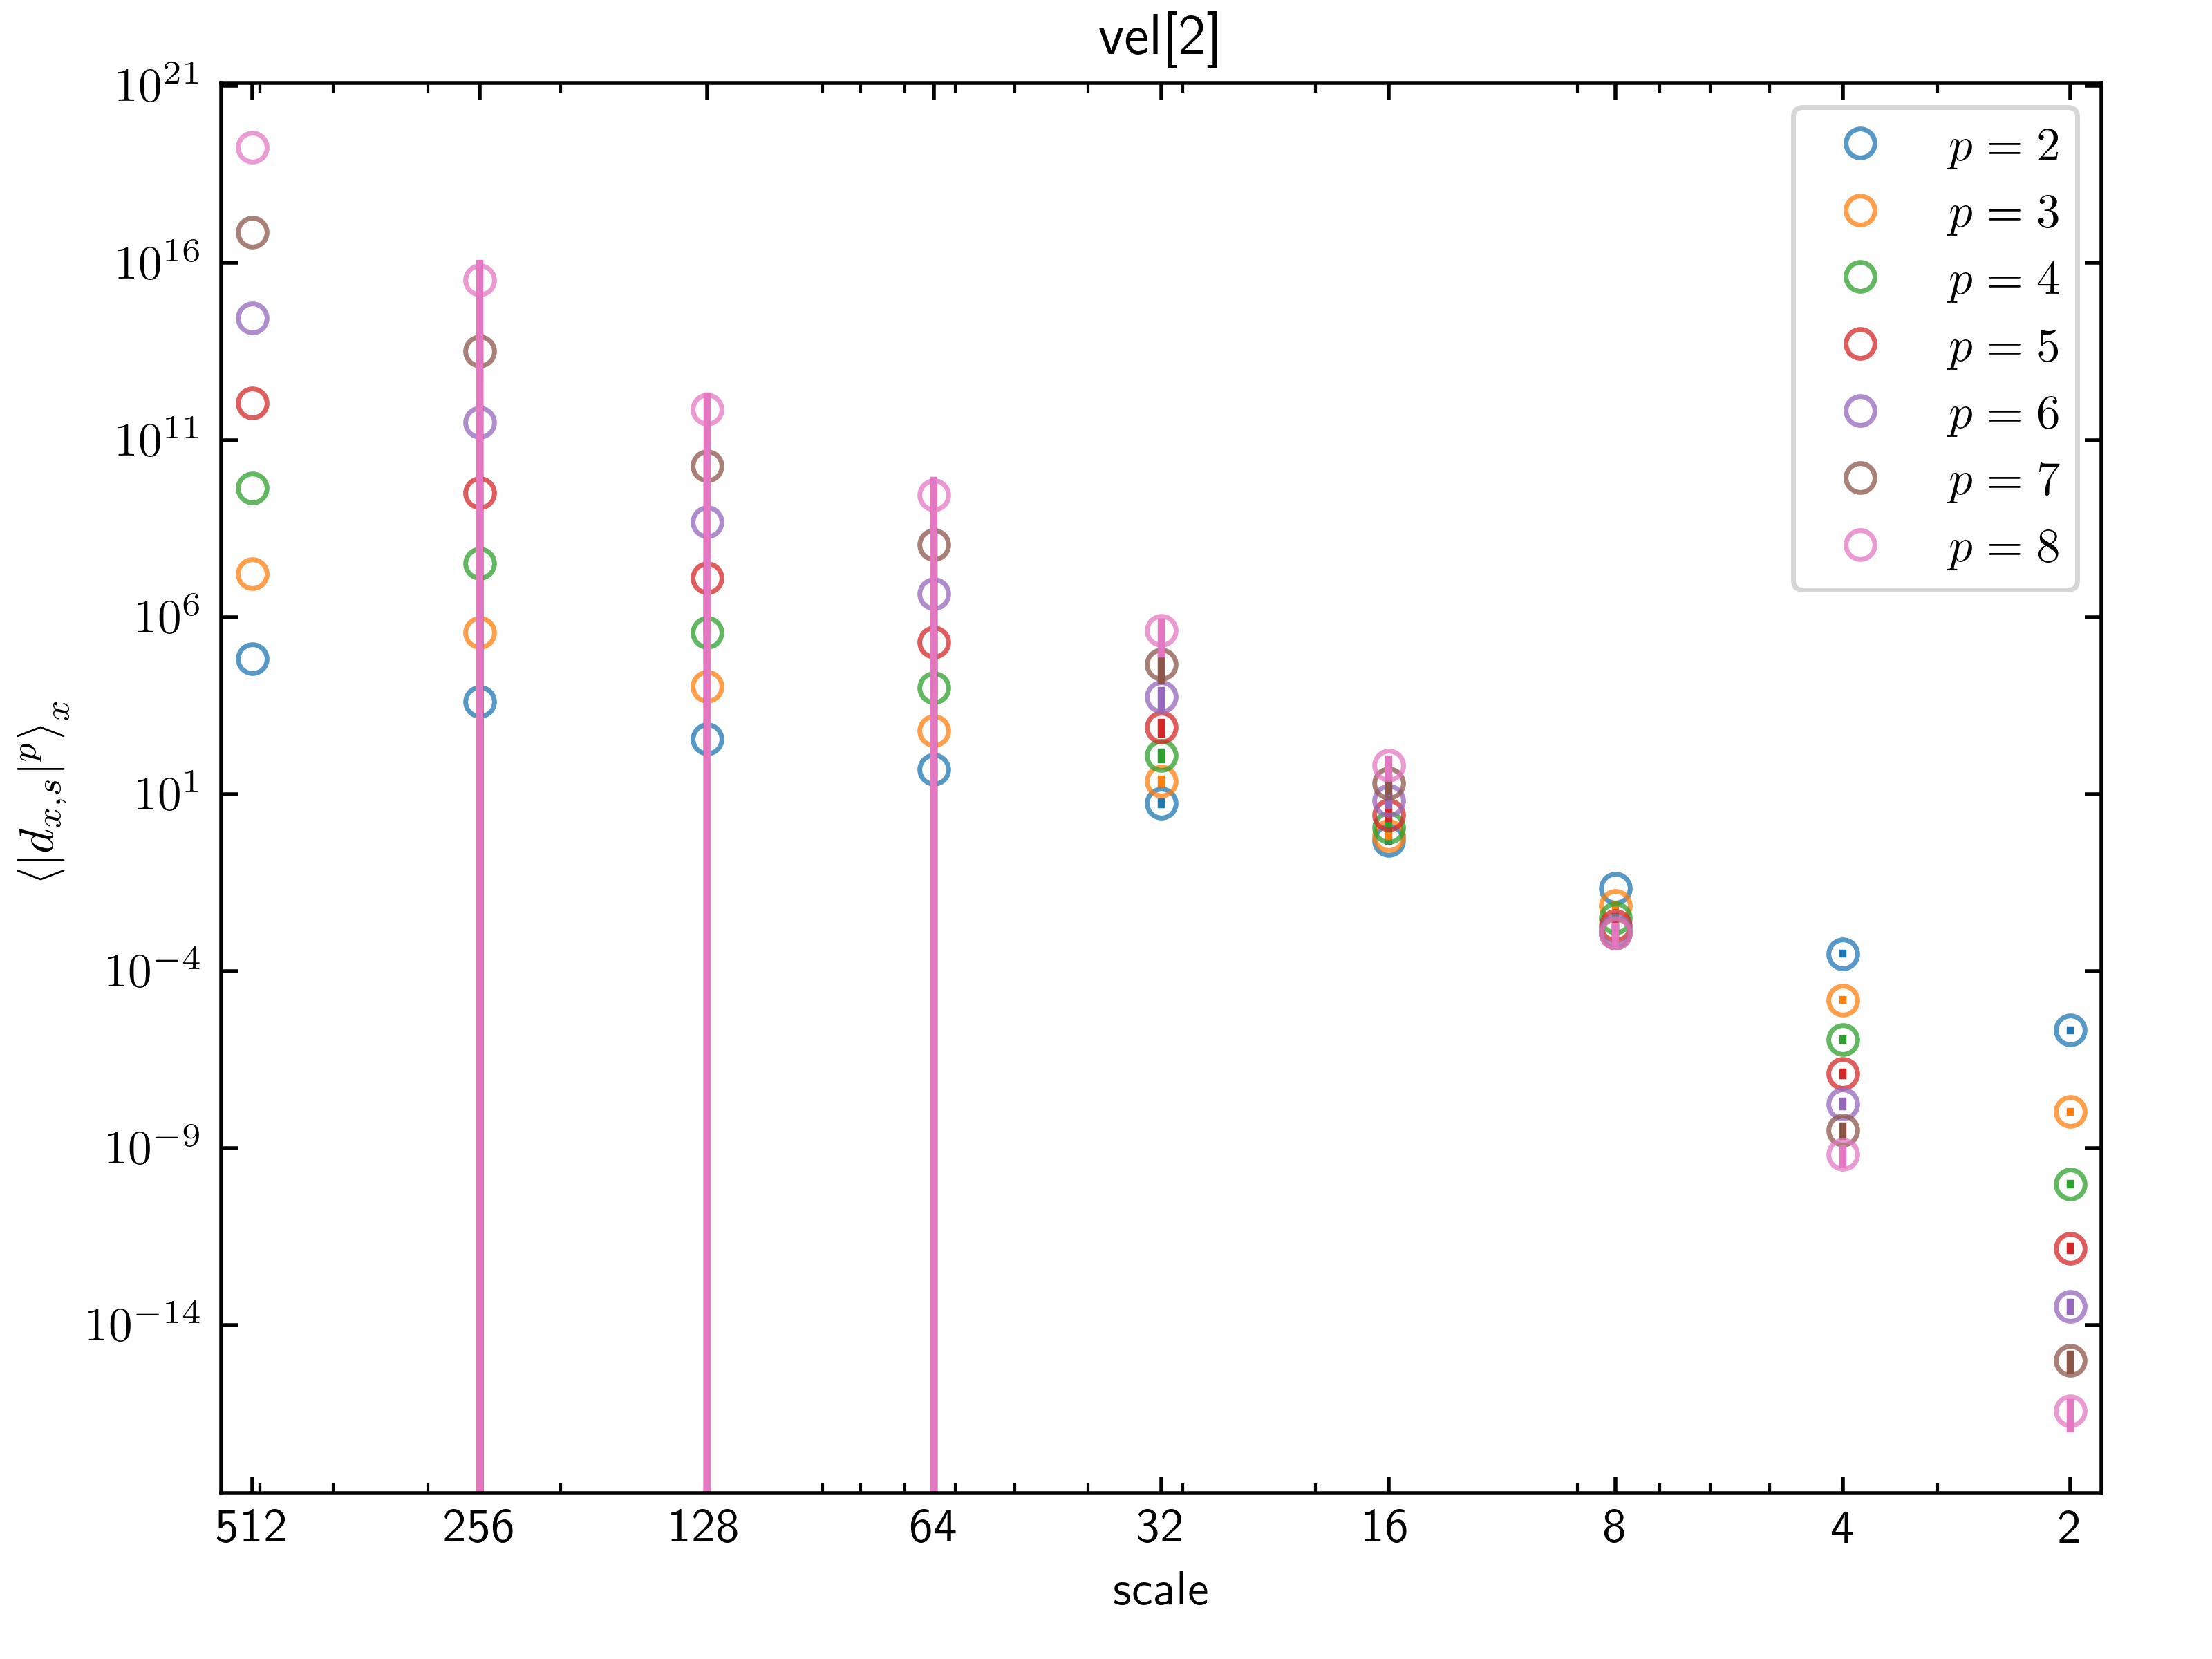 vel[2]
10^21
10^16
10^11
10^6
10^1
10^−4
10^−9
10^−14
⟨|d_{x,s}|^p⟩_x
p = 2
p = 3
p = 4
p = 5
p = 6
p = 7
p = 8
512 256 128 64 32 16 8 4 2
scale